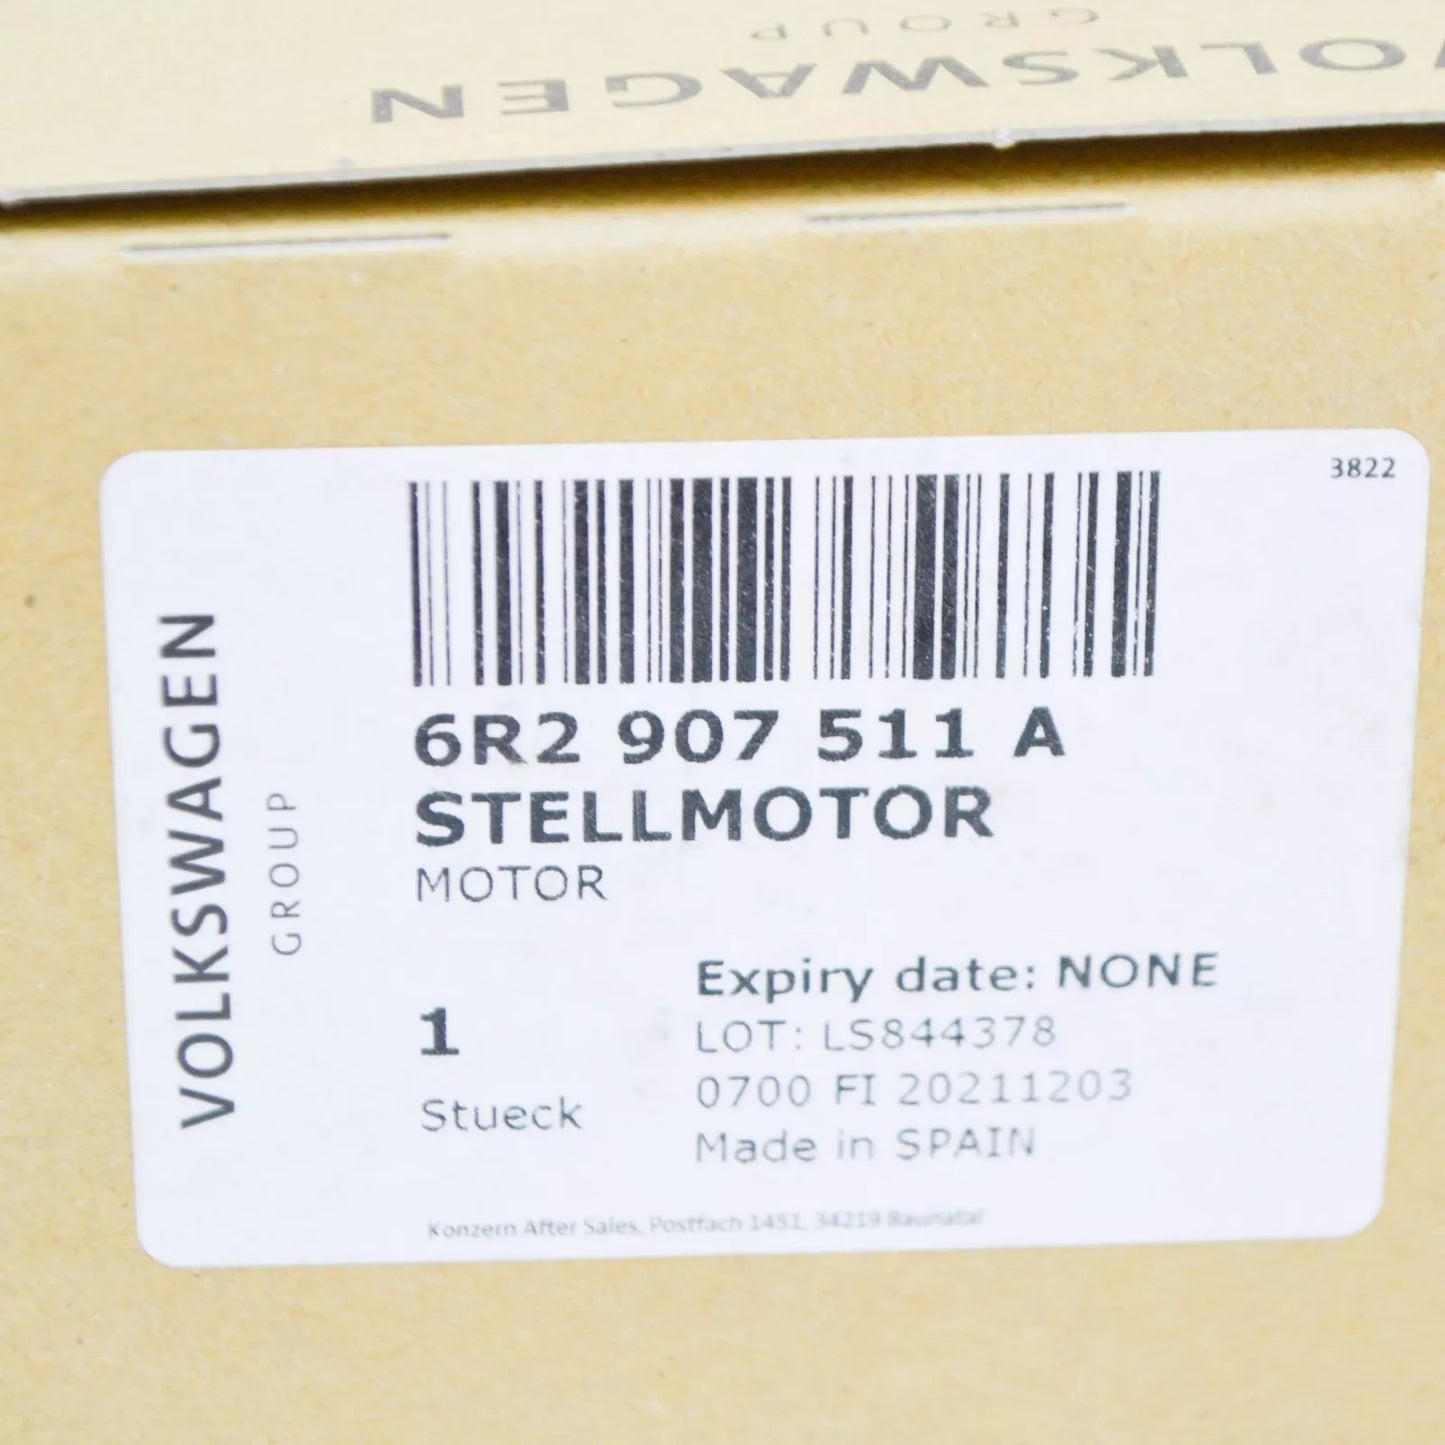 VOLKSWAGEN
GROUP
3822
VOLKSWAGEN
GROUP
6R2 907 511 A
STELLMOTOR
MOTOR
1
Stueck
Expiry date: NONE
LOT: LS844378
0700 FI 20211203
Made in SPAIN
Konzern After Sales, Postfach 1451, 34219 Baunatal